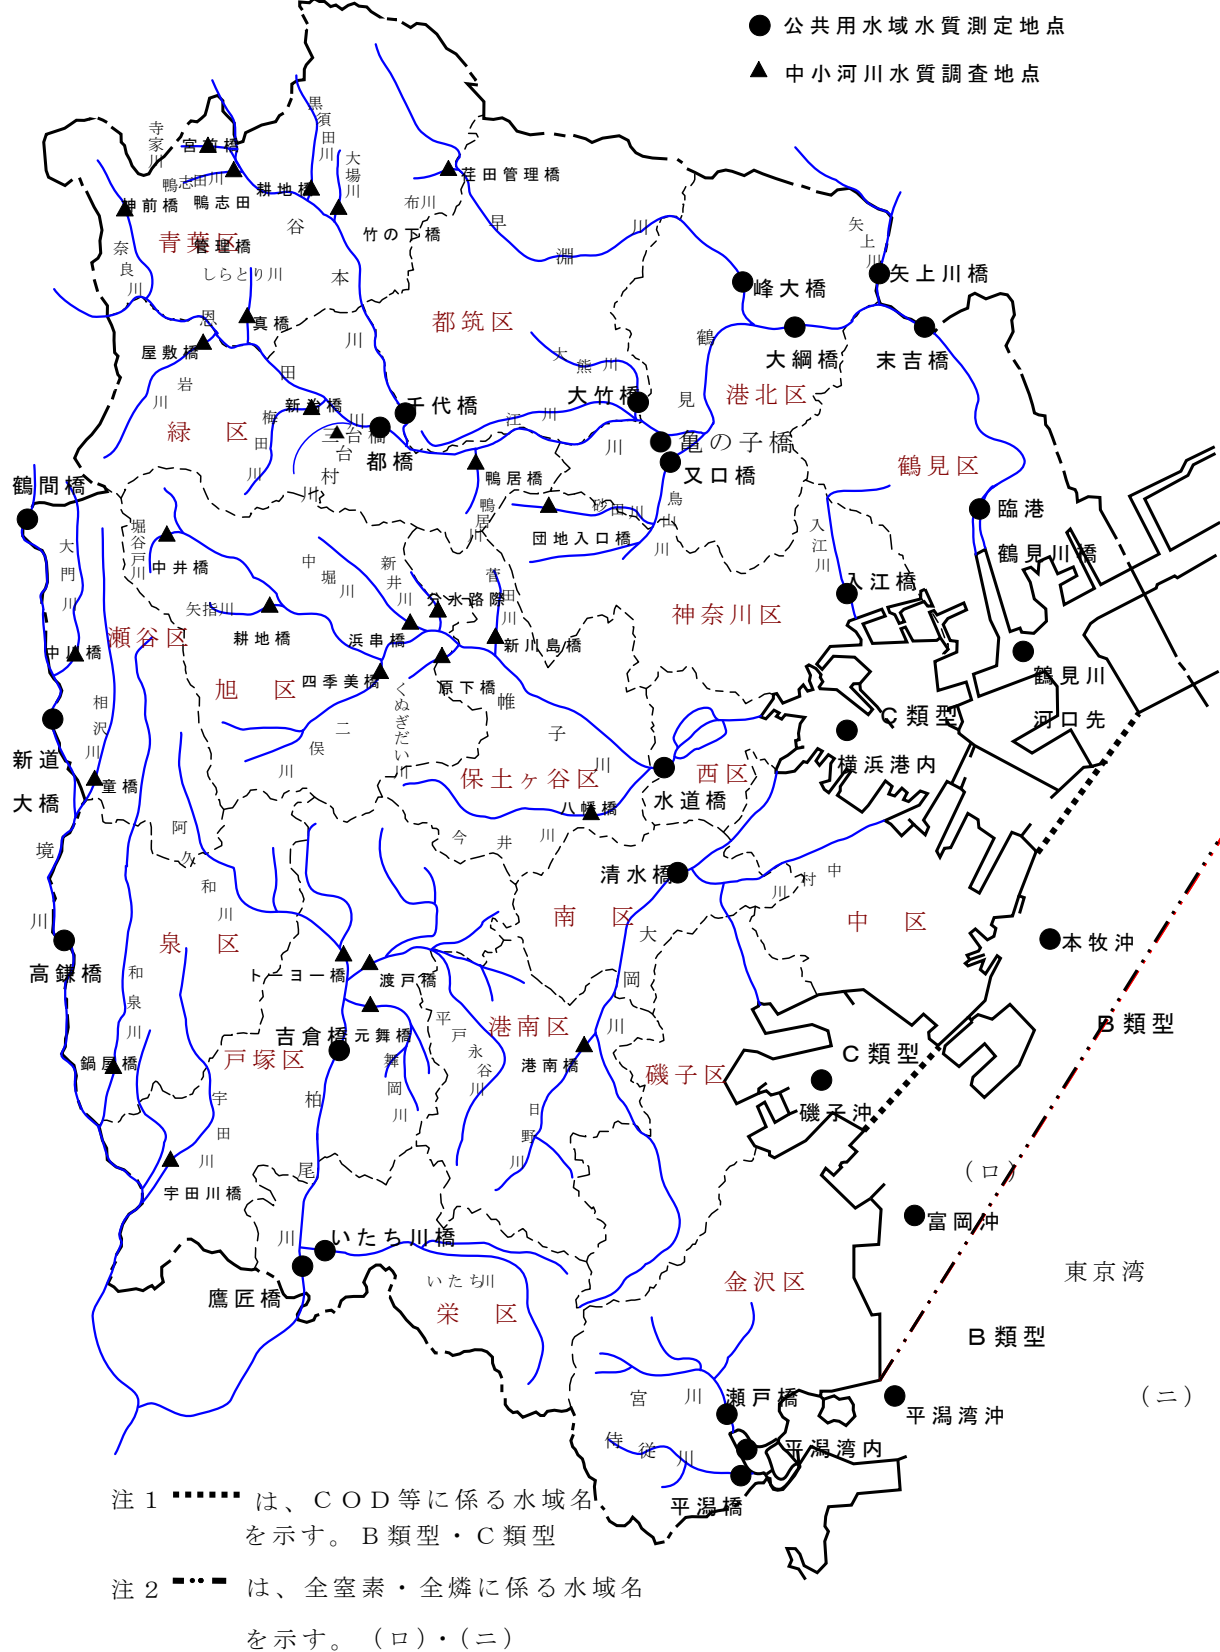 公共用水域水質測定地点
中小河川水質調査地点
寺家川
宮前橋
黒須田川
大場川
鴨志田川
耕地橋
荏田管理橋
神前橋
鴨志田
管理橋
布川
早淵川
谷本川
竹の下橋
青葉区
奈良川
しらとり川
矢上川
矢上川橋
峰大橋
恩田川
真橋
都筑区
屋敷橋
大熊川
鶴見川
大綱橋
末吉橋
岩川
新治橋
梅田川
千代橋
大竹橋
港北区
緑区
三台橋
台村川
都橋
江川
亀の子橋
又口橋
鶴見区
鶴間橋
鴨居橋
鴨居川
砂田川
鳥山川
臨港
鶴見川橋
堀谷戸川
中井橋
大門川
中堀川
新井川
菅田川
団地入口橋
入江川
入江橋
矢指川
耕地橋
浜串橋
分水路際
新川島橋
神奈川区
瀬谷区
中川橋
旭区
四季美橋
原下橋
鶴見川
河口先
相沢川
くぬぎだい川
帷子川
C類型
新道
大橋
二俣川
横浜港内
童橋
保土ヶ谷区
西区
八幡橋
水道橋
境川
阿久和川
今井川
清水橋
中村川
南区
中区
泉区
大岡川
本牧沖
高鎌橋
和泉川
トーヨー橋
渡戸橋
港南区
B類型
吉倉橋
元舞橋
平戸永谷川
戸塚区
港南橋
C類型
鍋屋橋
舞岡川
磯子区
磯子沖
柏尾川
宇田川
日野川
宇田川橋
(ロ)
富岡沖
いたち川橋
東京湾
いたち川
鷹匠橋
栄区
金沢区
B類型
宮川
瀬戸橋
平潟湾沖
(ニ)
侍従川
平潟湾内
平潟橋
注1 は、COD等に係る水域名
を示す。B類型・C類型
注2 は、全窒素・全燐に係る水域名
を示す。(ロ)・(ニ)